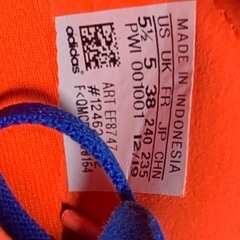 MADE IN INDONESIA
US UK FR JP CHN
5½ 5 38 240 235
PWI 001001 12/19
ART EF8747
adidas